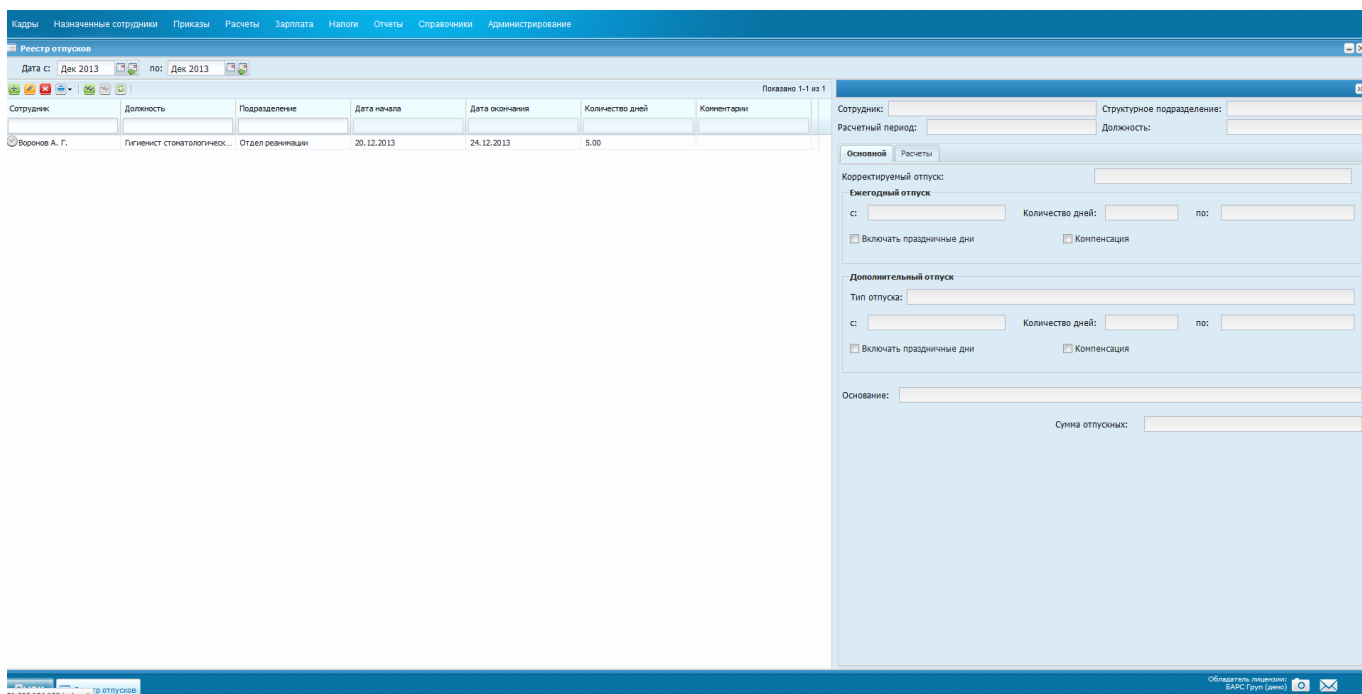 Кадры Назначенные сотрудники Приказы Расчеты Зарплата Налоги Отчеты Справочники Администрирование
Реестр отпусков
Дата с: Дек 2013 по: Дек 2013
Показано 1-1 из 1
Сотрудник Должность Подразделение Дата начала Дата окончания Количество дней Комментарии
Воронов А. Г. Гигиенист стоматологическ... Отдел реанимации 20.12.2013 24.12.2013 5.00
Сотрудник: Структурное подразделение:
Расчетный период: Должность:
Основной Расчеты
Корректируемый отпуск:
Ежегодный отпуск
с: Количество дней: по:
Включать праздничные дни Компенсация
Дополнительный отпуск
Тип отпуска:
с: Количество дней: по:
Включать праздничные дни Компенсация
Основание:
Сумма отпускных:
отпусков
Обладатель лицензии:
БАРС Груп (демо)